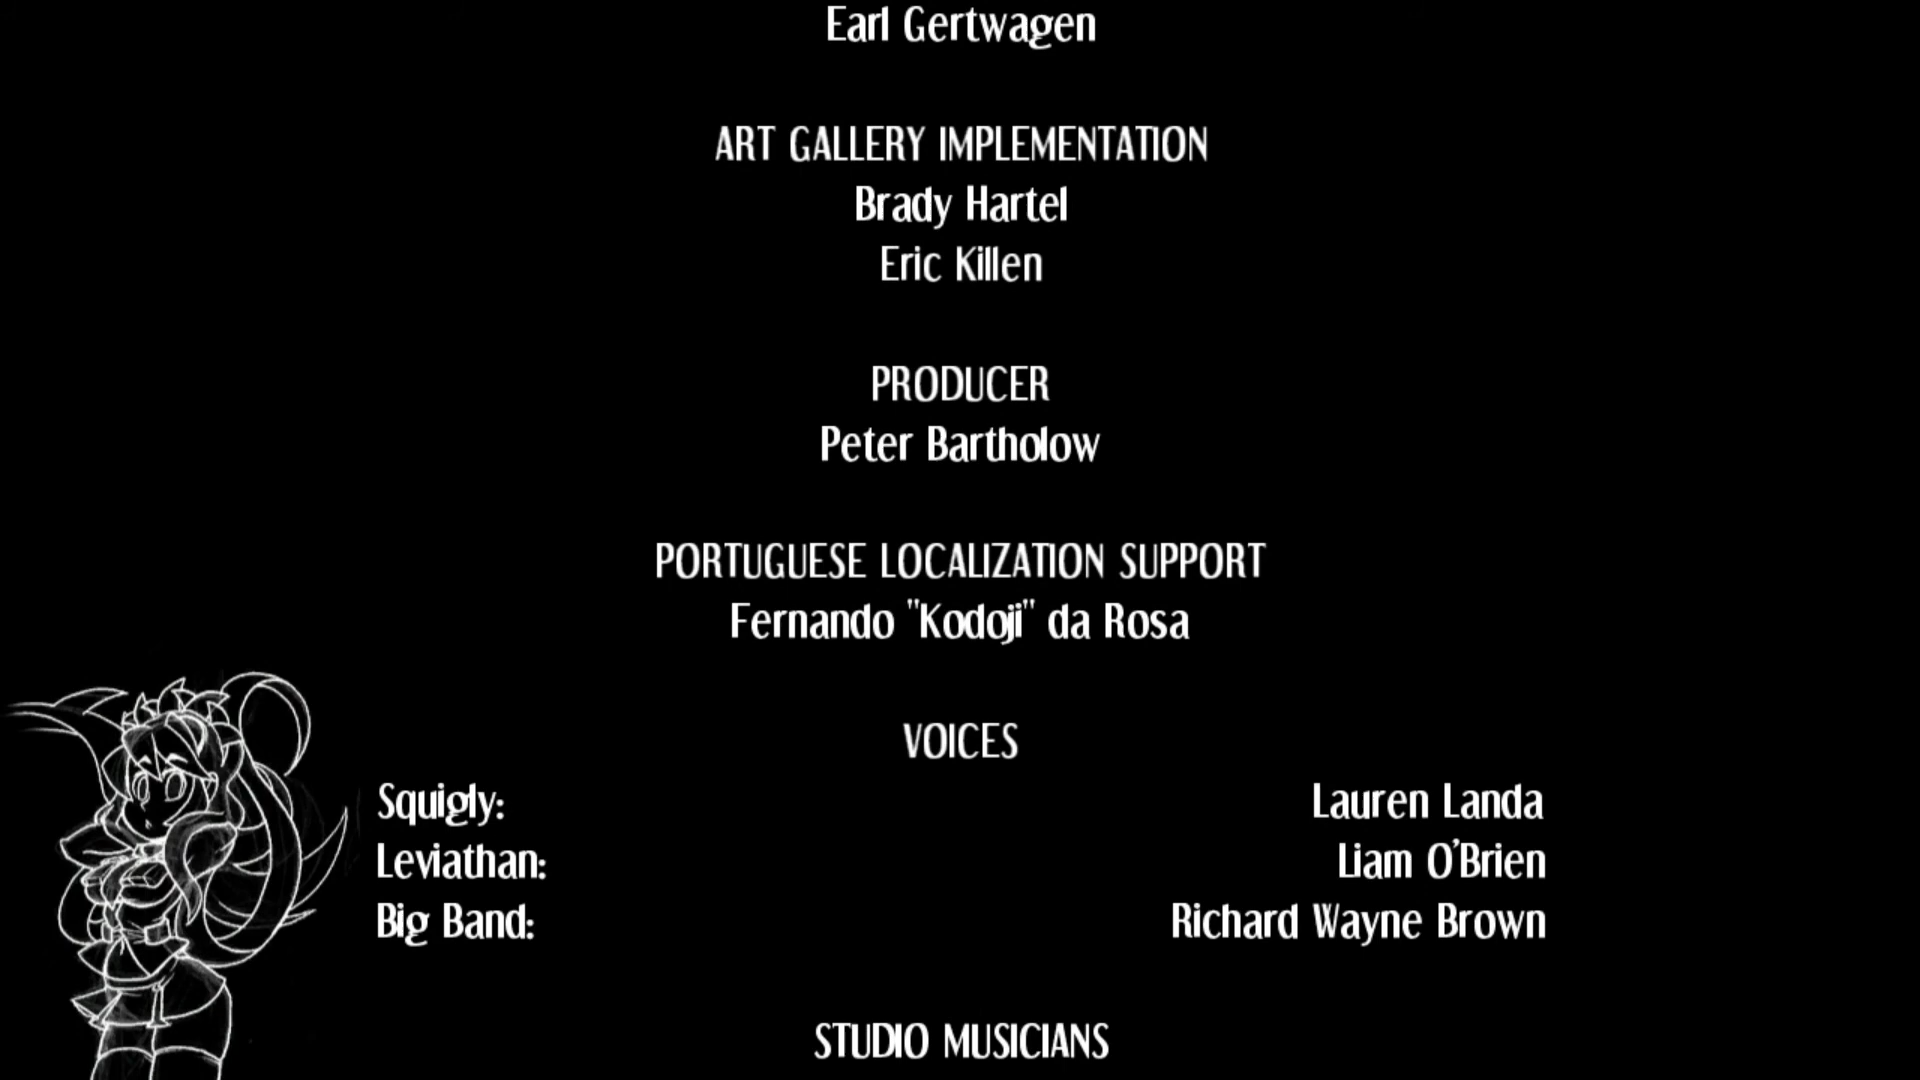 Earl Gertwagen
ART GALLERY IMPLEMENTATION
Brady Hartel
Eric Killen
PRODUCER
Peter Bartholow
PORTUGUESE LOCALIZATION SUPPORT
Fernando "Kodoji" da Rosa
VOICES
Squigly: Lauren Landa
Leviathan: Liam O'Brien
Big Band: Richard Wayne Brown
STUDIO MUSICIANS